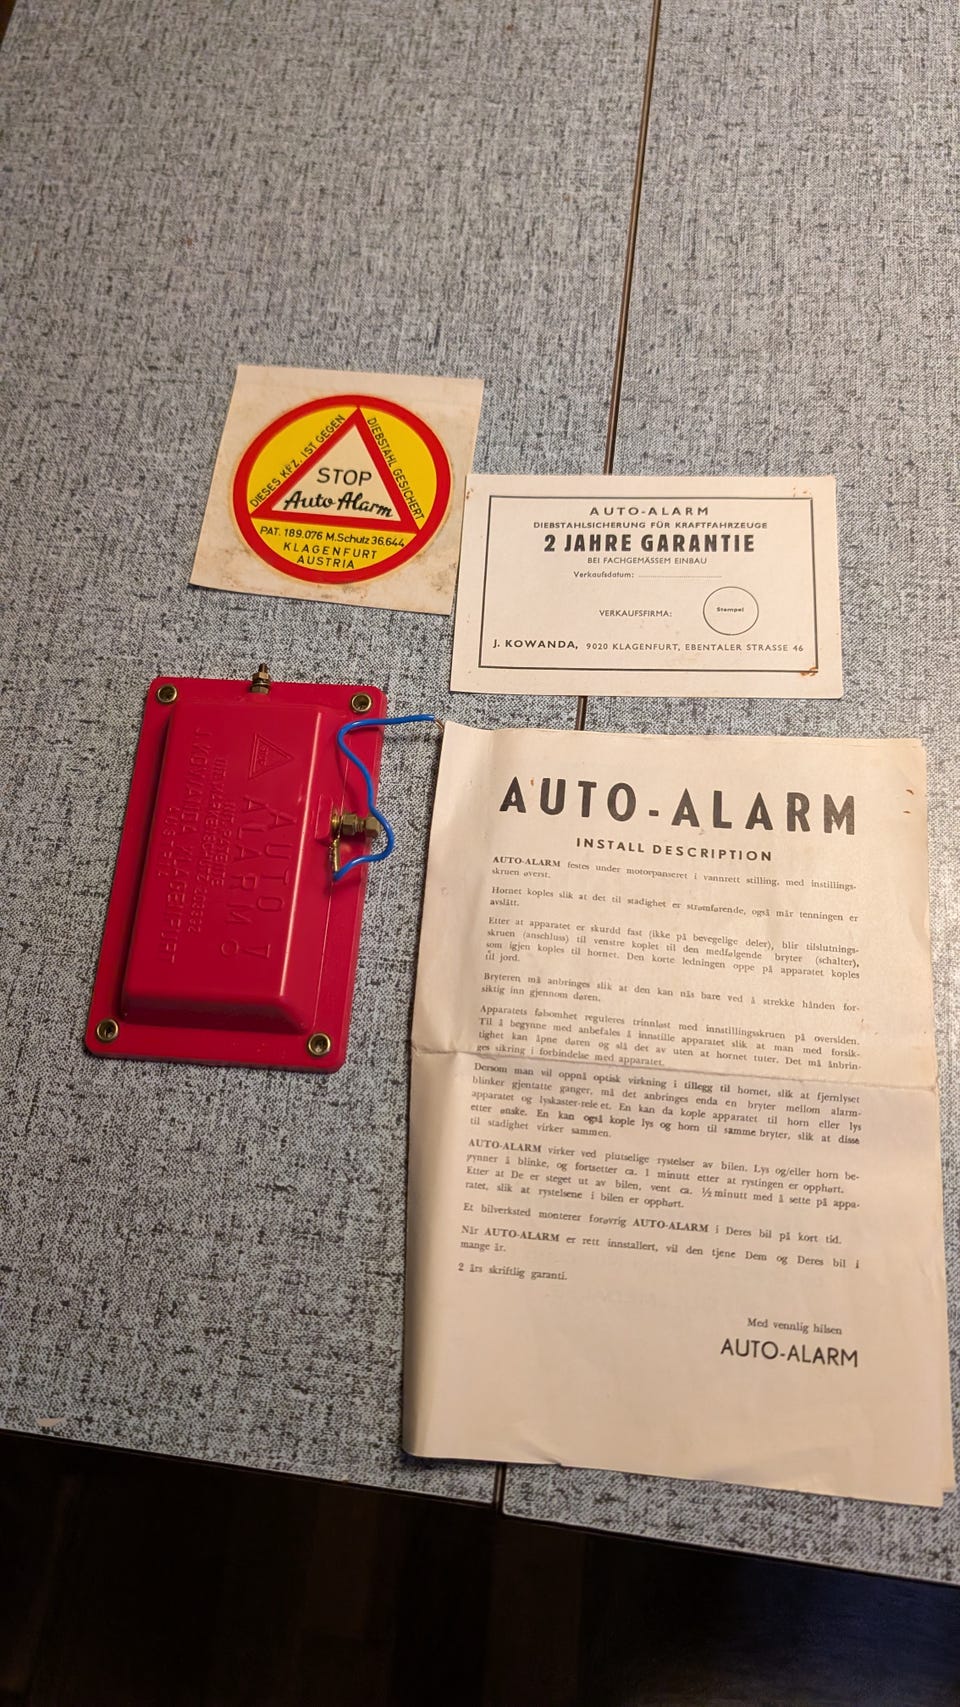 DIESES KFZ. IST GEGEN
DIEBSTAHL GESICHERT
STOP
Auto Alarm
PAT. 189.076 M.Schutz 36.644
KLAGENFURT
AUSTRIA
AUTO-ALARM
DIEBSTAHLSICHERUNG FÜR KRAFTFAHRZEUGE
2 JAHRE GARANTIE
BEI FACHGEMÄSSEM EINBAU
Verkaufsdatum:
VERKAUFSFIRMA:
Stempel
J. KOWANDA, 9020 KLAGENFURT, EBENTALER STRASSE 46
AUTO V
ALARM 6
J. KOWANDA KLAGENFURT
AUSTRIA
AUTO-ALARM
INSTALL DESCRIPTION
AUTO-ALARM festes under motorpanseret i vannrett stilling, med instillings-
skruen øverst.
Hornet koples slik at det til stadighet er strømførende, også når tenningen er
avslått.
Etter at apparatet er skurdd fast (ikke på bevegelige deler), blir tilslutnings-
skruen (anschluss) til venstre koplet til den medfølgende bryter (schalter),
som igjen koples til hornet. Den korte ledningen oppe på apparatet koples
til jord.
Bryteren må anbringes slik at den kan nås bare ved å strekke hånden for-
siktig inn gjennom døren.
Apparatets følsomhet reguleres trinnløst med innstillingsskruen på oversiden.
Til å begynne med anbefales å innstille apparatet slik at man med forsik-
tighet kan åpne døren og slå det av uten at hornet tuter. Det må anbrin-
ges sikring i forbindelse med apparatet.
Dersom man vil oppnå optisk virkning i tillegg til hornet, slik at fjernlyset
blinker gjentatte ganger, må det anbringes enda en bryter mellom alarm-
apparatet og lyskaster-releet. En kan da kople apparatet til horn eller lys
etter ønske. En kan også kople lys og horn til samme bryter, slik at disse
til stadighet virker sammen.
AUTO-ALARM virker ved plutselige rystelser av bilen. Lys og/eller horn be-
gynner å blinke, og fortsetter ca. 1 minutt etter at rystingen er opphørt.
Etter at De er steget ut av bilen, vent ca. ½ minutt med å sette på appa-
ratet, slik at rystelsene i bilen er opphørt.
Et bilverksted monterer forøvrig AUTO-ALARM i Deres bil på kort tid.
Når AUTO-ALARM er rett innstallert, vil den tjene Dem og Deres bil i
mange år.
2 års skriftlig garanti.
Med vennlig hilsen
AUTO-ALARM